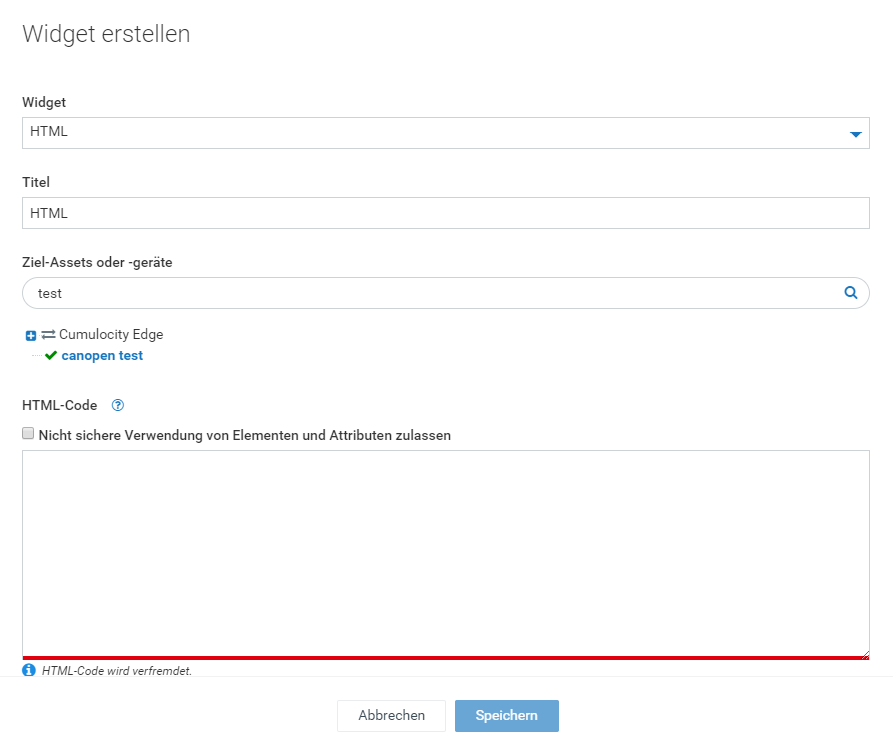 Widget erstellen
Widget
HTML
Titel
HTML
Ziel-Assets oder -geräte
test
Cumulocity Edge
canopen test
HTML-Code
Nicht sichere Verwendung von Elementen und Attributen zulassen
HTML-Code wird verfremdet.
Abbrechen
Speichern